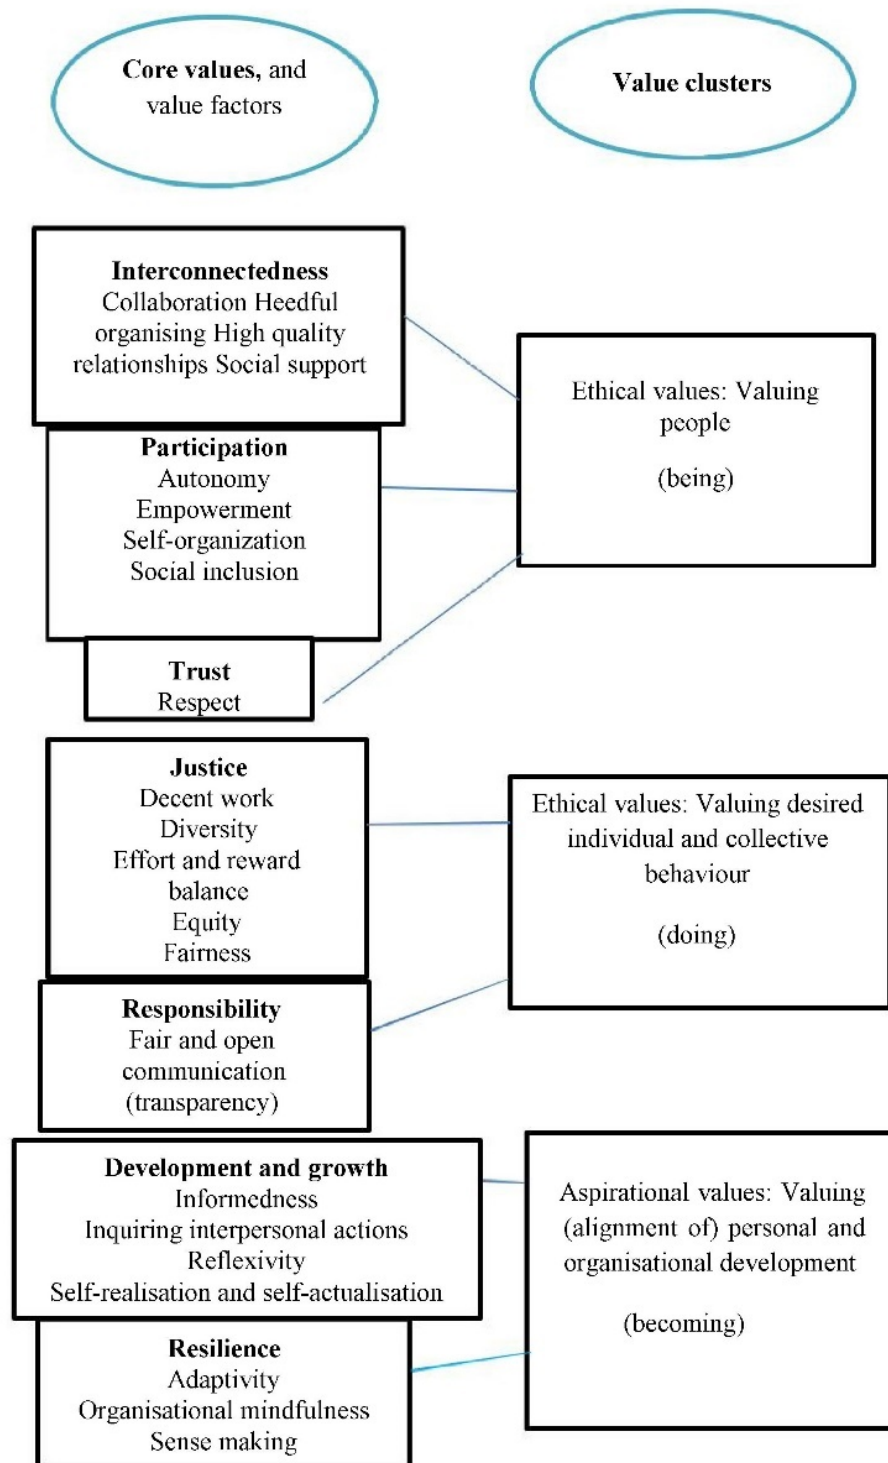 Core values, and
value factors
Value clusters
Interconnectedness
Collaboration Heedful
organising High quality
relationships Social support
Participation
Autonomy
Empowerment
Self-organization
Social inclusion
Trust
Respect
Ethical values: Valuing
people
(being)
Justice
Decent work
Diversity
Effort and reward
balance
Equity
Fairness
Responsibility
Fair and open
communication
(transparency)
Ethical values: Valuing desired
individual and collective
behaviour
(doing)
Development and growth
Informedness
Inquiring interpersonal actions
Reflexivity
Self-realisation and self-actualisation
Resilience
Adaptivity
Organisational mindfulness
Sense making
Aspirational values: Valuing
(alignment of) personal and
organisational development
(becoming)